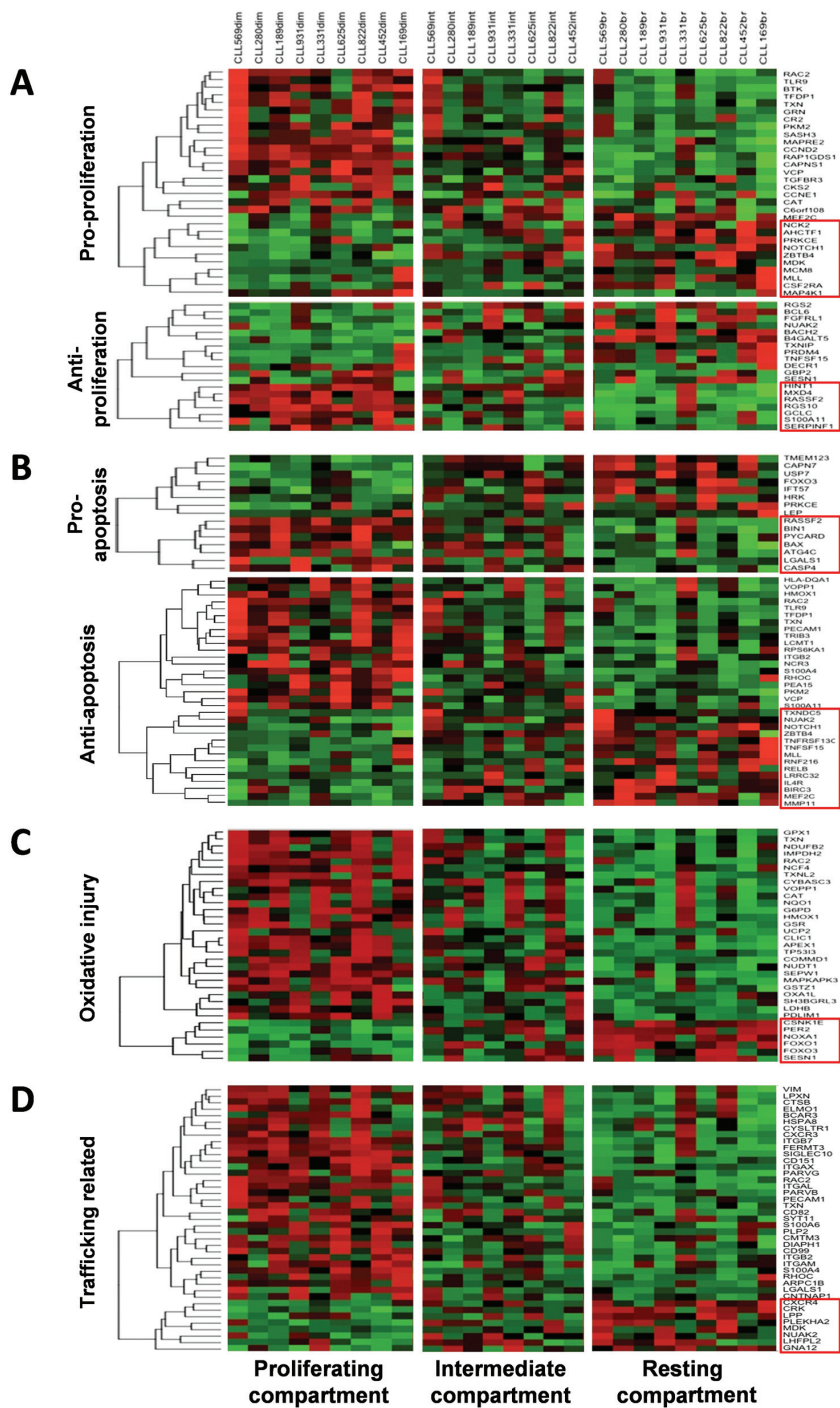 CLL569dim CLL280dim CLL189dim CLL931dim CLL331dim CLL625dim CLL822dim CLL452dim CLL169dim CLL569int CLL280int CLL189int CLL931int CLL331int CLL625int CLL822int CLL452int CLL569br CLL280br CLL189br CLL931br CLL331br CLL625br CLL822br CLL452br CLL169br
A
Pro-proliferation
RAC2
TLR9
BTK
TFDP1
TXN
GRN
CR2
PKM2
SASH3
MAPRE2
CCND2
RAP1GDS1
CAPNS1
VCP
TGFBR3
CKS2
CCNE1
CAT
C6orf108
MEF2C
NCK2
AHCTF1
PRKCE
NOTCH1
ZBTB4
MDK
MCM8
MLL
CSF2RA
MAP4K1
Anti-
proliferation
RGS2
BCL6
FGFRL1
NUAK2
BACH2
B4GALT5
TXNIP
PRDM4
TNFSF15
DECR1
GBP2
SESN1
HINT1
MXD4
RASSF2
RGS10
GCLC
S100A11
SERPINF1
B
Pro-
apoptosis
TMEM123
CAPN7
USP7
FOXO3
IFT57
HRK
PRKCE
LEP
RASSF2
BIN1
PYCARD
BAX
ATG4C
LGALS1
CASP4
Anti-apoptosis
HLA-DQA1
VOPP1
HMOX1
RAC2
TLR9
TFDP1
TXN
PECAM1
TRIB3
LCMT1
RPS6KA1
ITGB2
NCR3
S100A4
RHOC
PEA15
PKM2
VCP
S100A11
TXNDC5
NUAK2
NOTCH1
ZBTB4
TNFRSF13C
TNFSF15
MLL
RNF216
RELB
LRRC32
IL4R
BIRC3
MEF2C
MMP11
C
Oxidative injury
GPX1
TXN
NDUFB2
IMPDH2
RAC2
NCF4
TXNL2
CYBASC3
VOPP1
CAT
NQO1
G6PD
HMOX1
GSR
UCP2
CLIC1
APEX1
TP53I3
COMMD1
NUDT1
SEPW1
MAPKAPK3
GSTZ1
OXA1L
SH3BGRL3
LDHB
PDLIM1
CSNK1E
PER2
NOXA1
FOXO1
FOXO3
SESN1
D
Trafficking related
VIM
LPXN
CTSB
ELMO1
BCAR3
HSPA8
CYSLTR1
CXCR3
ITGB7
FERMT3
SIGLEC10
CD151
ITGAX
PARVG
RAC2
ITGAL
PARVB
PECAM1
TXN
CD82
SYT11
S100A6
PLP2
CMTM3
DIAPH1
CD99
ITGB2
ITGAM
S100A4
RHOC
ARPC1B
LGALS1
CNTNAP1
CXCR4
CRK
LPP
PLEKHA2
MDK
NUAK2
LHFPL2
GNA12
Proliferating
compartment
Intermediate
compartment
Resting
compartment